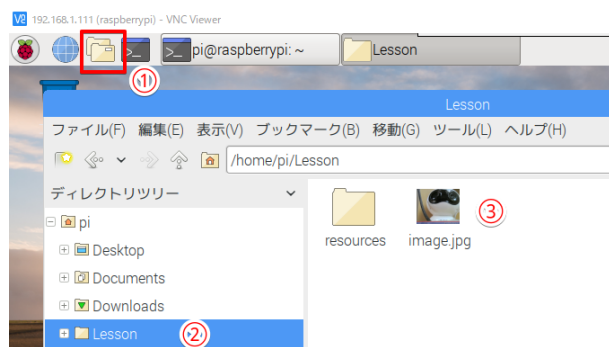 192.168.1.111 (raspberrypi) - VNC Viewer
pi@raspberrypi: ~
Lesson
①
Lesson
ファイル(F) 編集(E) 表示(V) ブックマーク(B) 移動(G) ツール(L) ヘルプ(H)
/home/pi/Lesson
ディレクトリツリー
pi
Desktop
Documents
Downloads
Lesson
②
resources
image.jpg
③